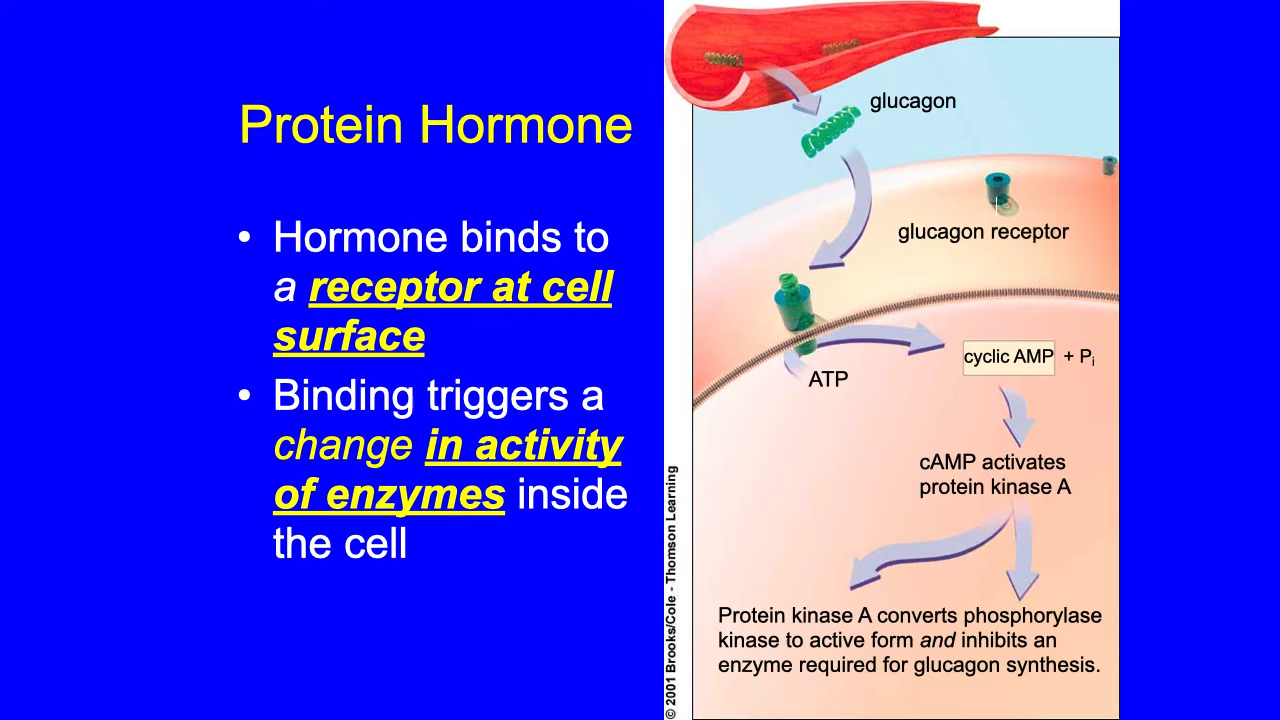 Protein Hormone
• Hormone binds to
a receptor at cell
surface
• Binding triggers a
change in activity
of enzymes inside
the cell
glucagon
glucagon receptor
ATP
cyclic AMP + Pi
cAMP activates
protein kinase A
Protein kinase A converts phosphorylase
kinase to active form and inhibits an
enzyme required for glucagon synthesis.
© 2001 Brooks/Cole - Thomson Learning